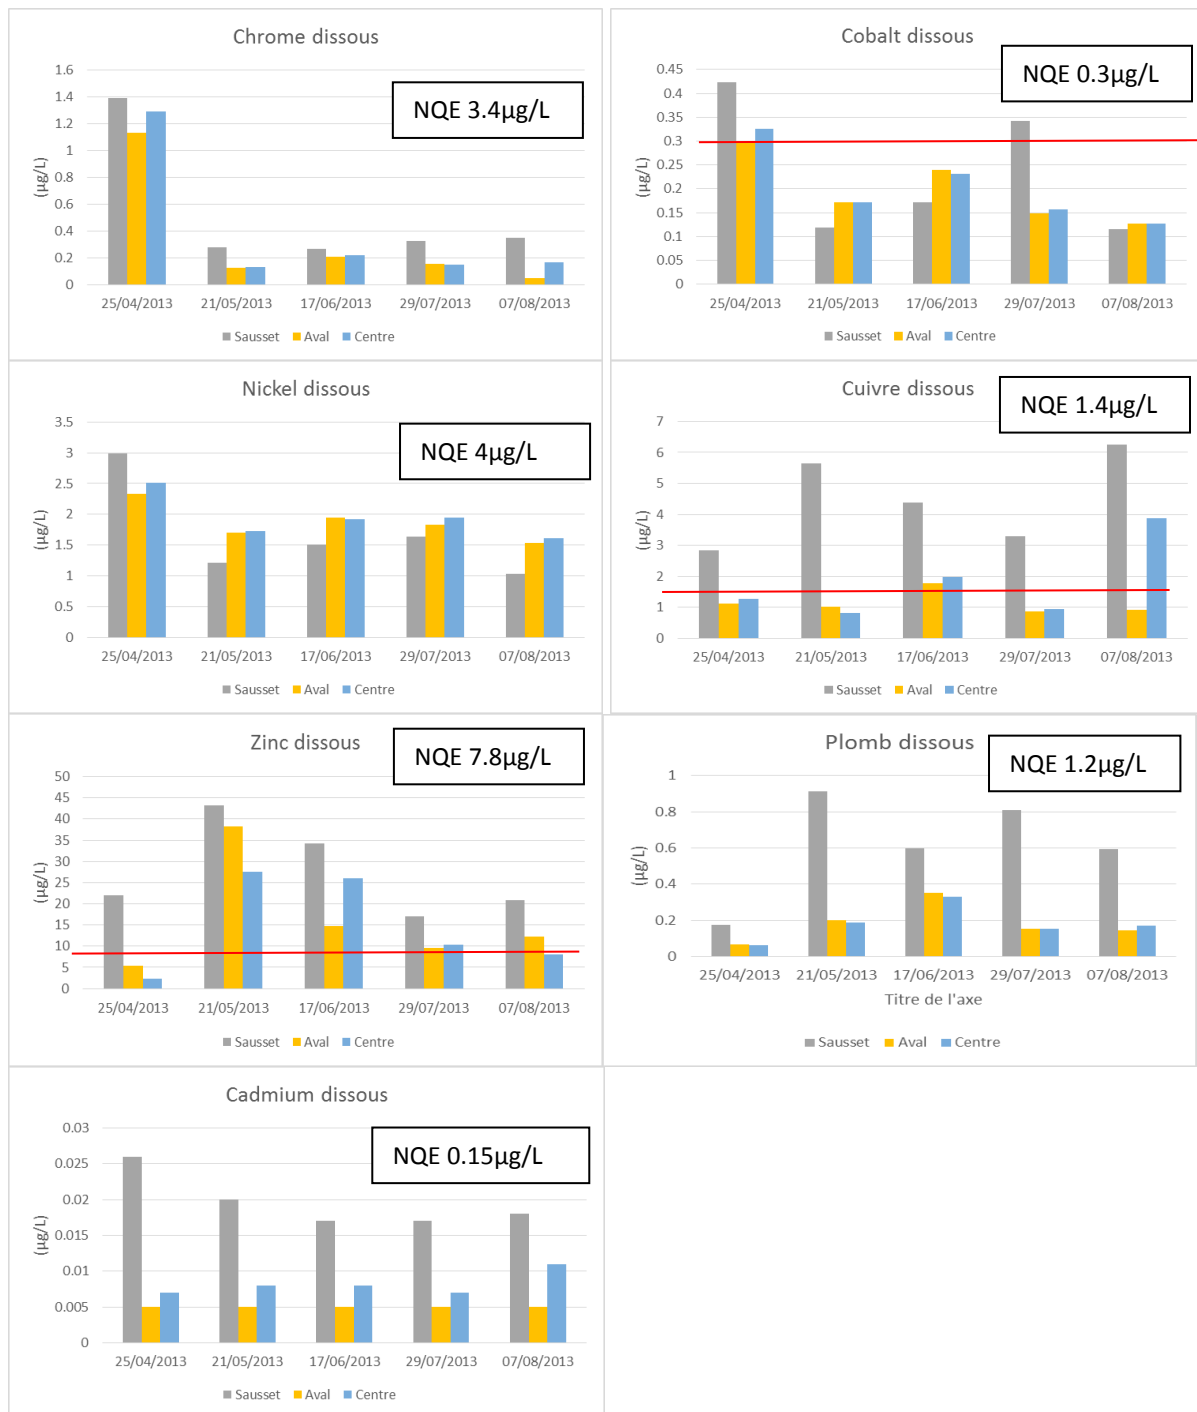 Chrome dissous
NQE 3.4µg/L
(µg/L)
1.6
1.4
1.2
1
0.8
0.6
0.4
0.2
0
25/04/2013 21/05/2013 17/06/2013 29/07/2013 07/08/2013
Sausset Aval Centre
Cobalt dissous
NQE 0.3µg/L
(µg/L)
0.45
0.4
0.35
0.3
0.25
0.2
0.15
0.1
0.05
0
25/04/2013 21/05/2013 17/06/2013 29/07/2013 07/08/2013
Sausset Aval Centre
Nickel dissous
NQE 4µg/L
(µg/L)
3.5
3
2.5
2
1.5
1
0.5
0
25/04/2013 21/05/2013 17/06/2013 29/07/2013 07/08/2013
Sausset Aval Centre
Cuivre dissous
NQE 1.4µg/L
(µg/L)
7
6
5
4
3
2
1
0
25/04/2013 21/05/2013 17/06/2013 29/07/2013 07/08/2013
Sausset Aval Centre
Zinc dissous
NQE 7.8µg/L
(µg/L)
50
45
40
35
30
25
20
15
10
5
0
25/04/2013 21/05/2013 17/06/2013 29/07/2013 07/08/2013
Sausset Aval Centre
Plomb dissous
NQE 1.2µg/L
(µg/L)
1
0.8
0.6
0.4
0.2
0
25/04/2013 21/05/2013 17/06/2013 29/07/2013 07/08/2013
Titre de l'axe
Sausset Aval Centre
Cadmium dissous
NQE 0.15µg/L
(µg/L)
0.03
0.025
0.02
0.015
0.01
0.005
0
25/04/2013 21/05/2013 17/06/2013 29/07/2013 07/08/2013
Sausset Aval Centre